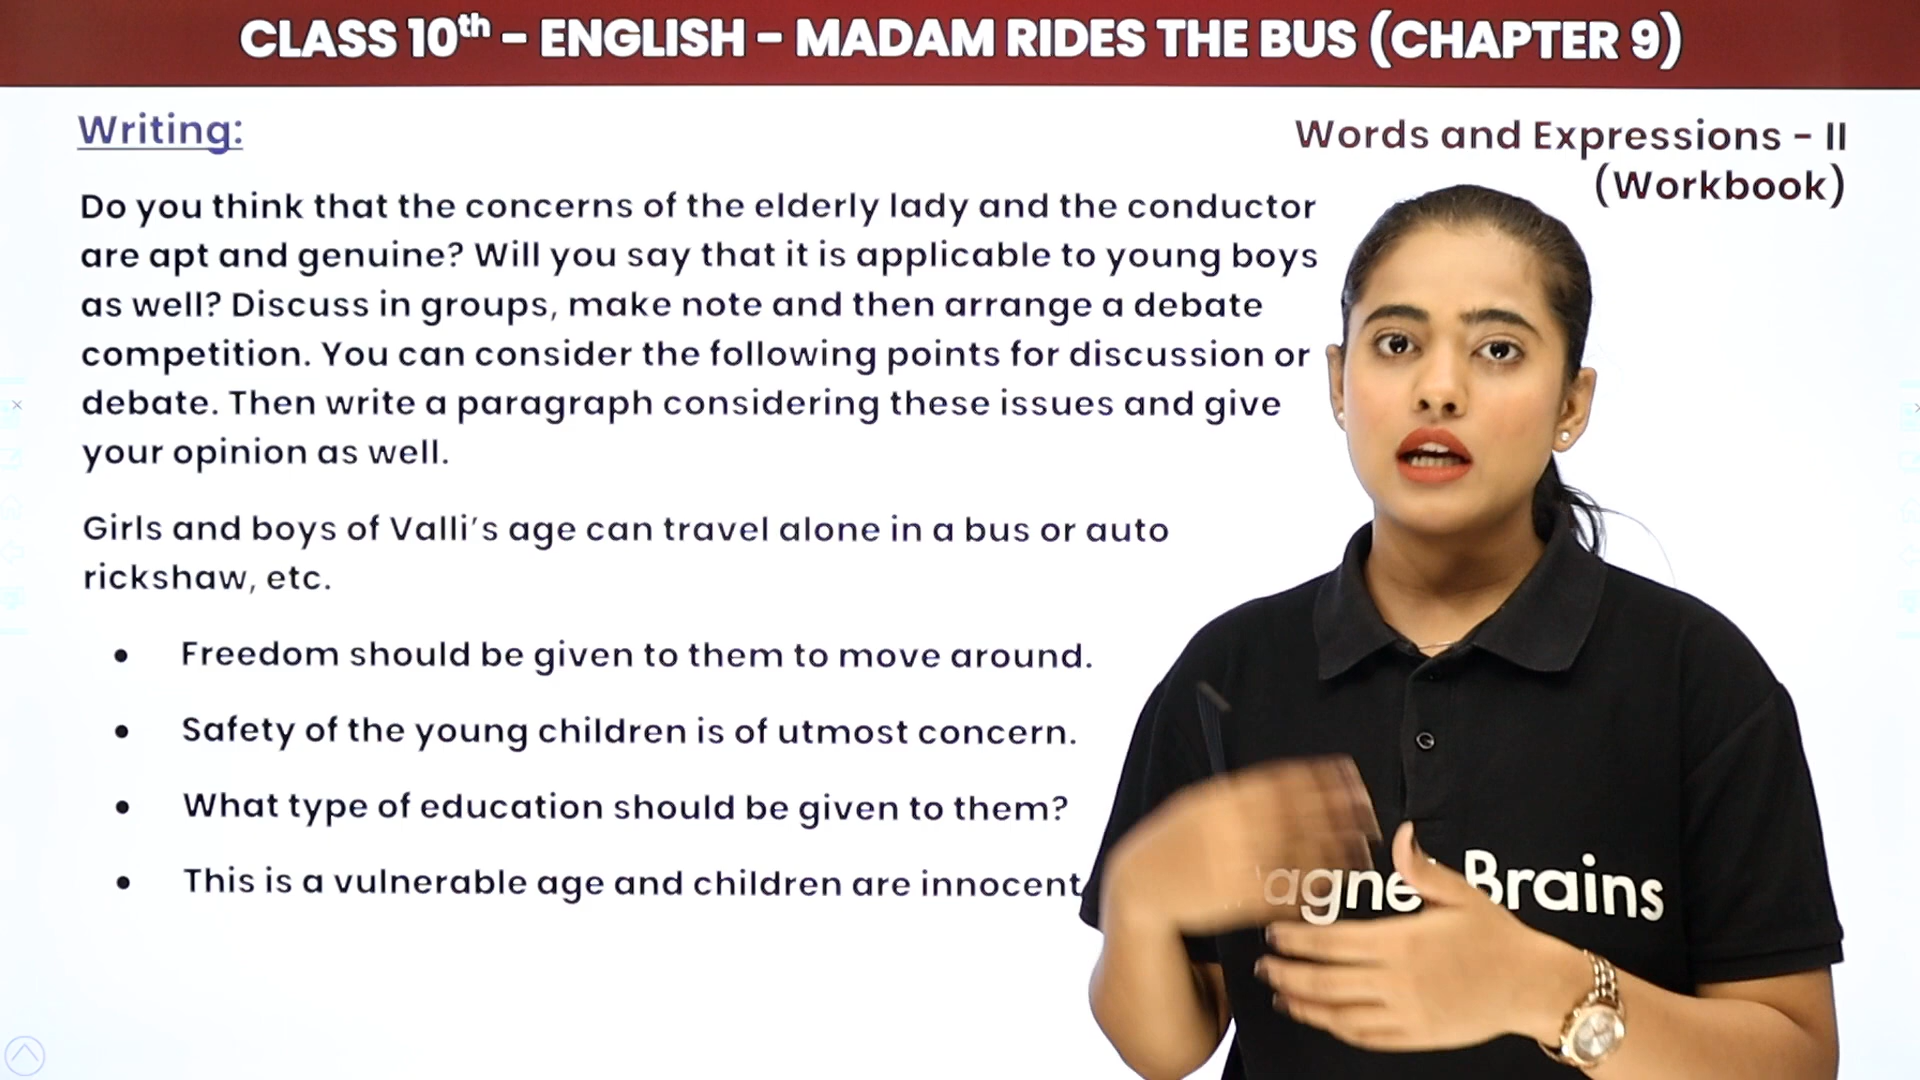 CLASS 10th - ENGLISH - MADAM RIDES THE BUS (CHAPTER 9)
Writing:
Words and Expressions - II
(Workbook)
Do you think that the concerns of the elderly lady and the conductor
are apt and genuine? Will you say that it is applicable to young boys
as well? Discuss in groups, make note and then arrange a debate
competition. You can consider the following points for discussion or
debate. Then write a paragraph considering these issues and give
your opinion as well.
Girls and boys of Valli's age can travel alone in a bus or auto
rickshaw, etc.
• Freedom should be given to them to move around.
• Safety of the young children is of utmost concern.
• What type of education should be given to them?
• This is a vulnerable age and children are innocent
Brains